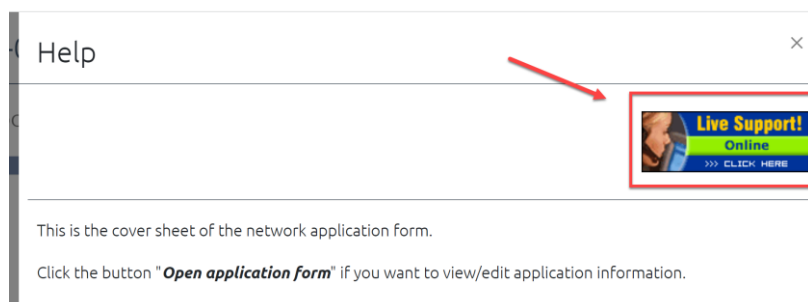 Help
×
Live Support!
Online
>>> CLICK HERE
This is the cover sheet of the network application form.
Click the button "Open application form" if you want to view/edit application information.